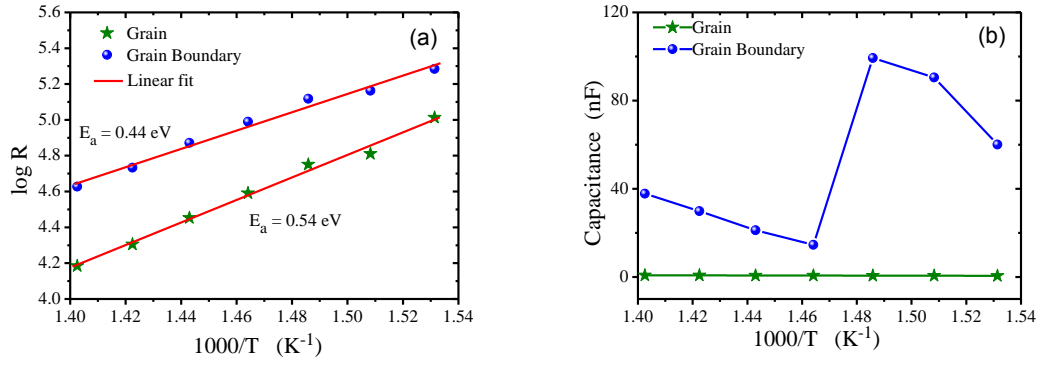 5.6
5.4
5.2
5.0
4.8
4.6
4.4
4.2
4.0
log R
Grain
Grain Boundary
Linear fit
(a)
E_a = 0.44 eV
E_a = 0.54 eV
1.40 1.42 1.44 1.46 1.48 1.50 1.52 1.54
1000/T (K⁻¹)
120
80
40
0
Capacitance (nF)
Grain
Grain Boundary
(b)
1.40 1.42 1.44 1.46 1.48 1.50 1.52 1.54
1000/T (K⁻¹)